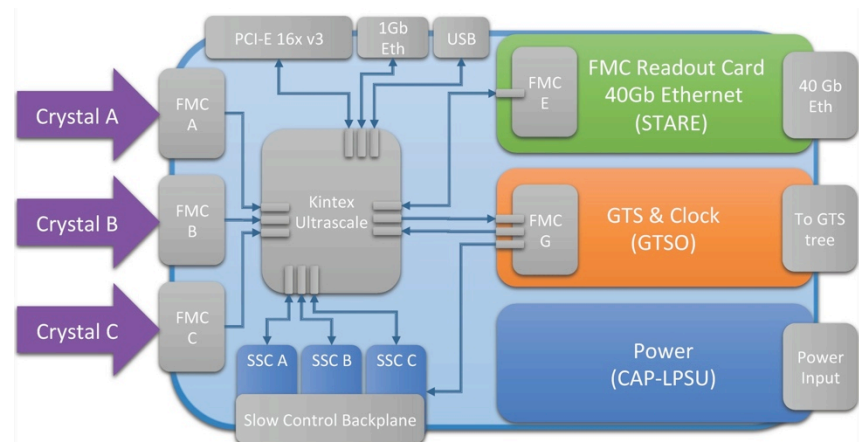 PCI-E 16x v3
1Gb
Eth
USB
FMC
E
FMC Readout Card
40Gb Ethernet
(STARE)
40 Gb
Eth
Crystal A
FMC
A
Crystal B
FMC
B
Kintex
Ultrascale
FMC
G
GTS & Clock
(GTSO)
To GTS
tree
Crystal C
FMC
C
SSC A
SSC B
SSC C
Slow Control Backplane
Power
(CAP-LPSU)
Power
Input